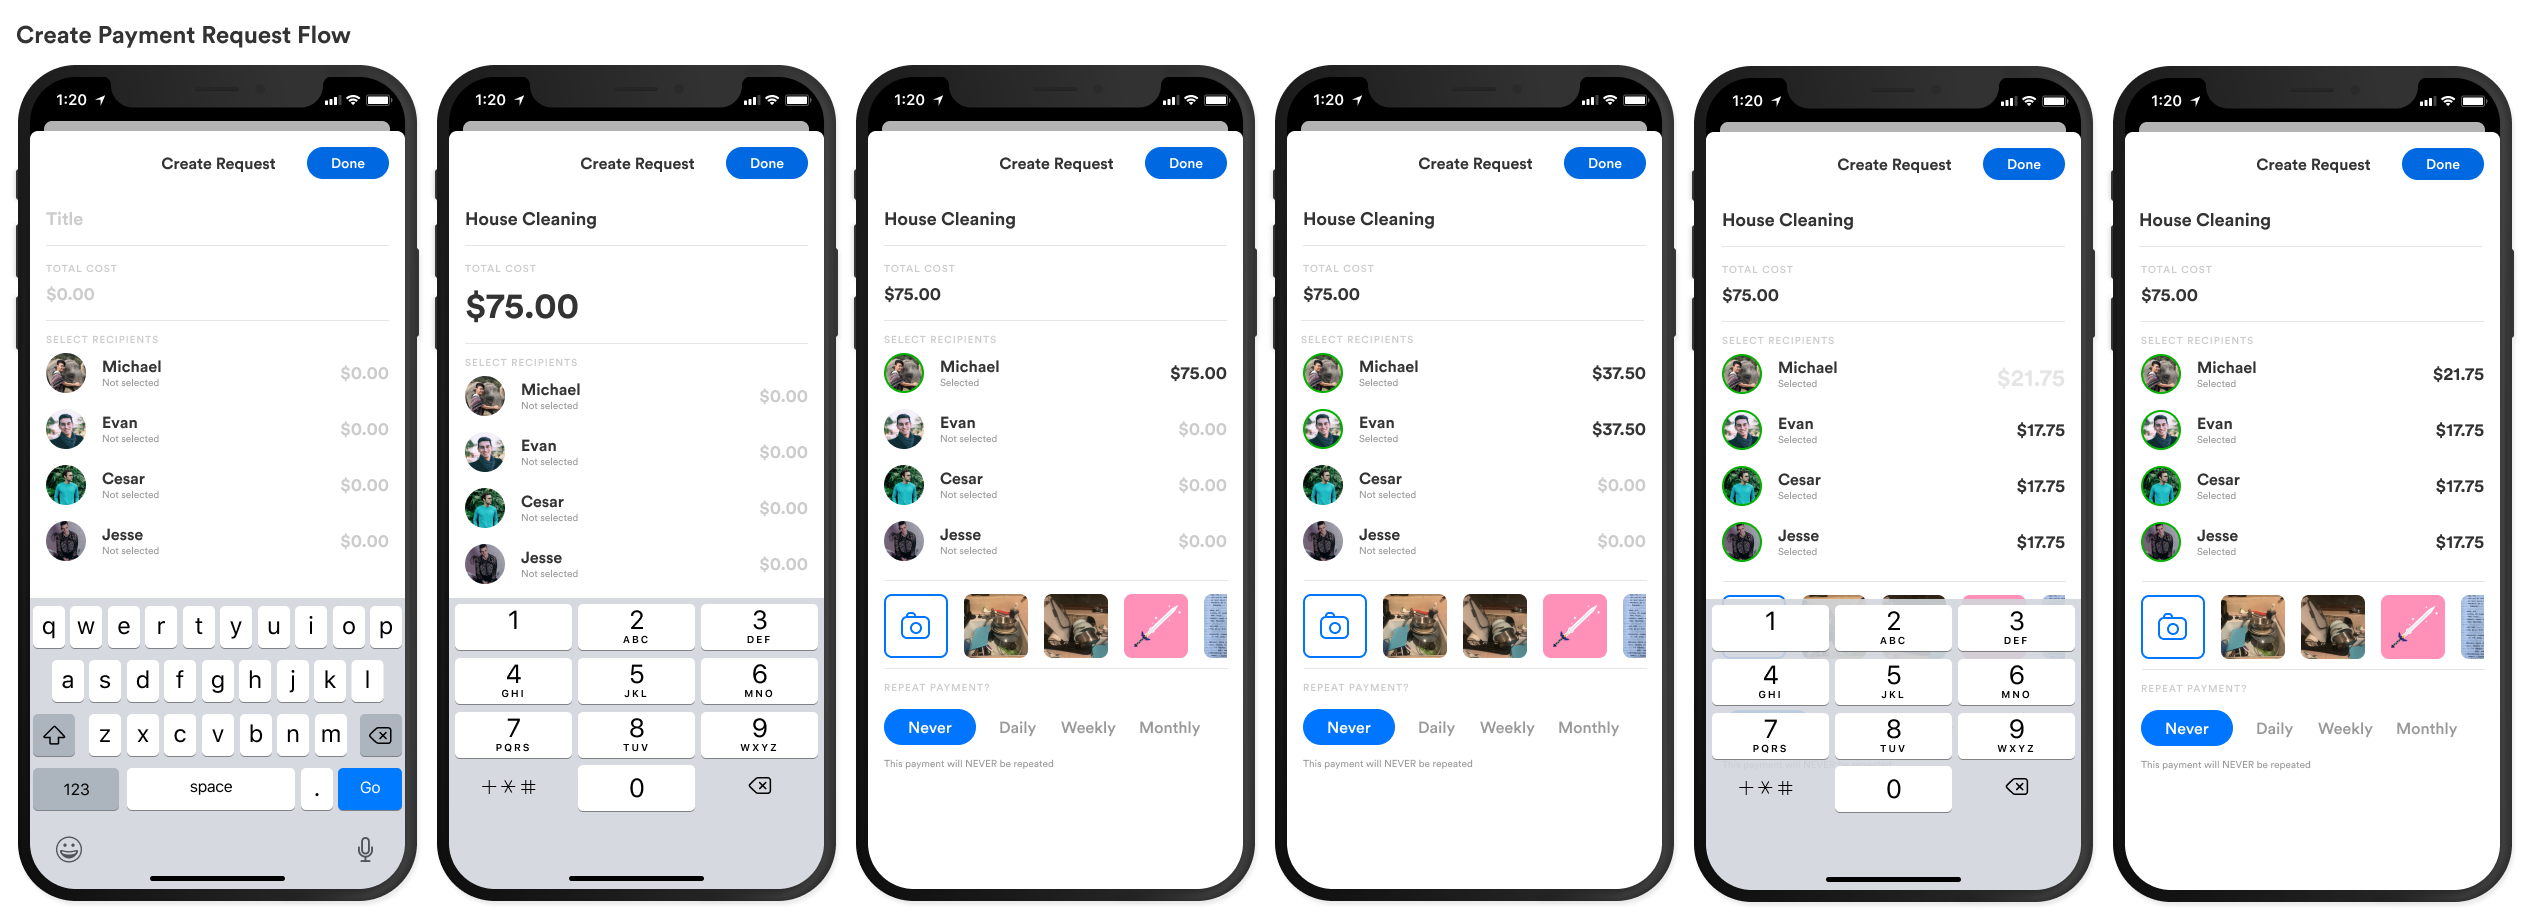 Create Payment Request Flow
1:20
Create Request
Done
Title
TOTAL COST
$0.00
SELECT RECIPIENTS
Michael
Not selected
$0.00
Evan
Not selected
$0.00
Cesar
Not selected
$0.00
Jesse
Not selected
$0.00
q w e r t y u i o p
a s d f g h j k l
z x c v b n m
123 space . Go
1:20
Create Request
Done
House Cleaning
TOTAL COST
$75.00
SELECT RECIPIENTS
Michael
Not selected
$0.00
Evan
Not selected
$0.00
Cesar
Not selected
$0.00
Jesse
Not selected
$0.00
1 2 3
ABC DEF
4 5 6
GHI JKL MNO
7 8 9
PQRS TUV WXYZ
+*# 0
1:20
Create Request
Done
House Cleaning
TOTAL COST
$75.00
SELECT RECIPIENTS
Michael
Selected
$75.00
Evan
Not selected
$0.00
Cesar
Not selected
$0.00
Jesse
Not selected
$0.00
REPEAT PAYMENT?
Never Daily Weekly Monthly
This payment will NEVER be repeated
1:20
Create Request
Done
House Cleaning
TOTAL COST
$75.00
SELECT RECIPIENTS
Michael
Selected
$37.50
Evan
Selected
$37.50
Cesar
Not selected
$0.00
Jesse
Not selected
$0.00
REPEAT PAYMENT?
Never Daily Weekly Monthly
This payment will NEVER be repeated
1:20
Create Request
Done
House Cleaning
TOTAL COST
$75.00
SELECT RECIPIENTS
Michael
Selected
$21.75
Evan
Selected
$17.75
Cesar
Selected
$17.75
Jesse
Selected
$17.75
1 2 3
ABC DEF
4 5 6
GHI JKL MNO
7 8 9
PQRS TUV WXYZ
+*# 0
1:20
Create Request
Done
House Cleaning
TOTAL COST
$75.00
SELECT RECIPIENTS
Michael
Selected
$21.75
Evan
Selected
$17.75
Cesar
Selected
$17.75
Jesse
Selected
$17.75
REPEAT PAYMENT?
Never Daily Weekly Monthly
This payment will NEVER be repeated